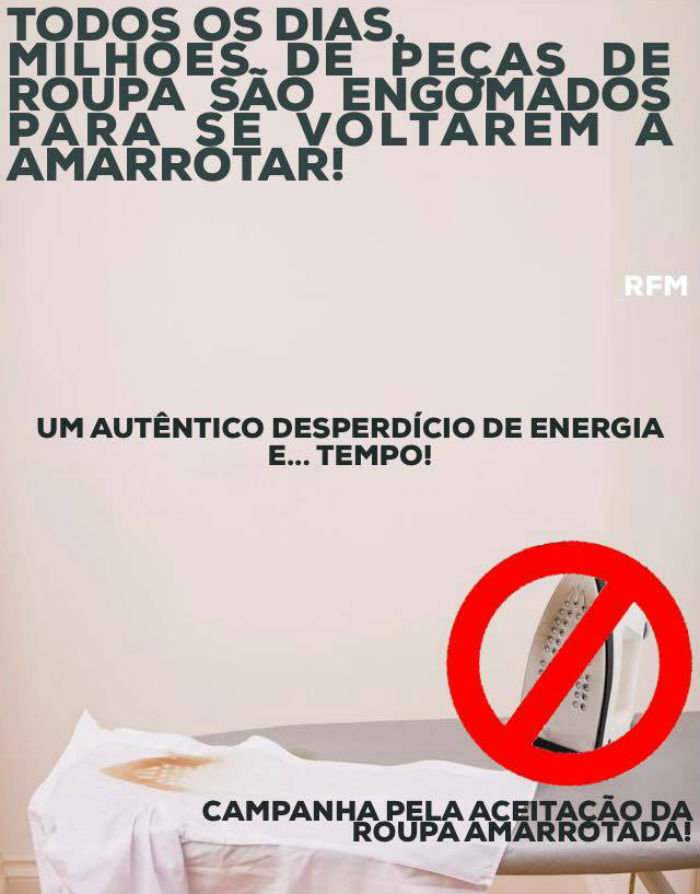 TODOS OS DIAS,
MILHÕES DE PEÇAS DE
ROUPA SÃO ENGOMADOS
PARA SE VOLTAREM A
AMARROTAR!
RFM
UM AUTÊNTICO DESPERDÍCIO DE ENERGIA
E... TEMPO!
CAMPANHA PELA ACEITAÇÃO DA
ROUPA AMARROTADA!